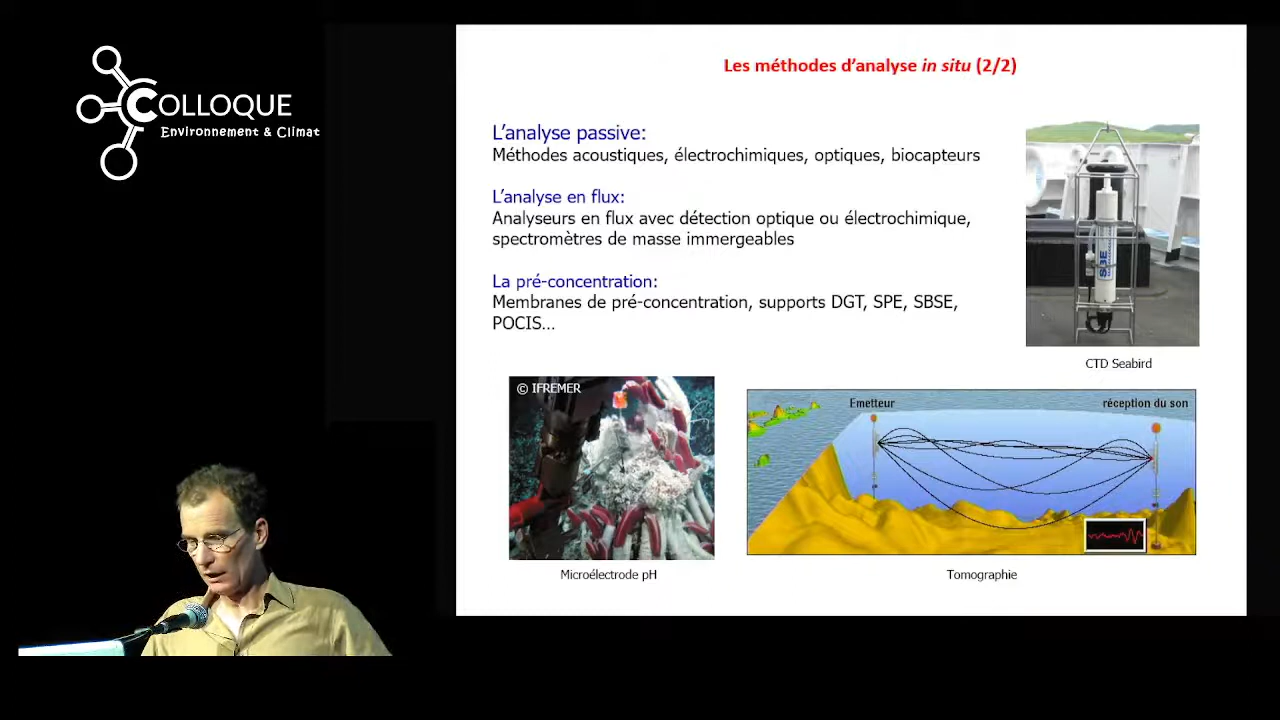 COLLOQUE
Environnement & Climat
Les méthodes d'analyse in situ (2/2)
L'analyse passive:
Méthodes acoustiques, électrochimiques, optiques, biocapteurs
L'analyse en flux:
Analyseurs en flux avec détection optique ou électrochimique,
spectromètres de masse immergeables
La pré-concentration:
Membranes de pré-concentration, supports DGT, SPE, SBSE,
POCIS...
SBE
CTD Seabird
© IFREMER
Microélectrode pH
Emetteur
réception du son
Tomographie